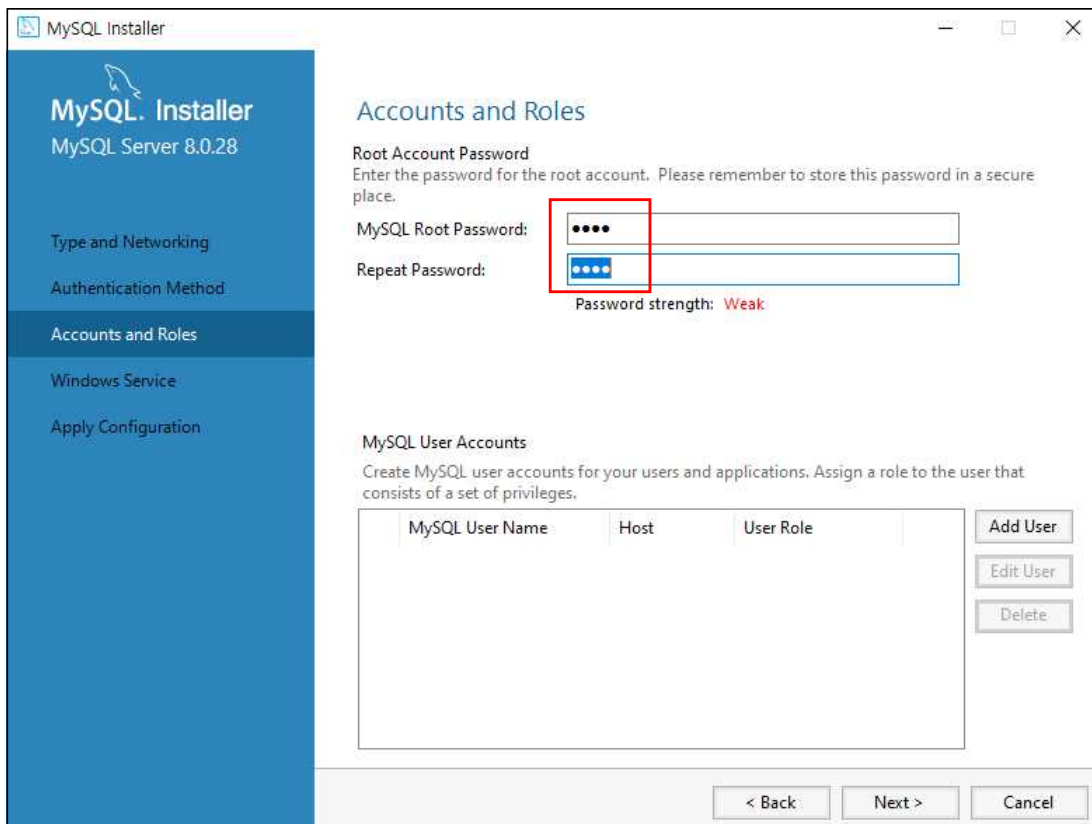 MySQL Installer
MySQL. Installer
MySQL Server 8.0.28
Type and Networking
Authentication Method
Accounts and Roles
Windows Service
Apply Configuration
Accounts and Roles
Root Account Password
Enter the password for the root account. Please remember to store this password in a secure
place.
MySQL Root Password: ●●●●
Repeat Password: ●●●●
Password strength: Weak
MySQL User Accounts
Create MySQL user accounts for your users and applications. Assign a role to the user that
consists of a set of privileges.
MySQL User Name Host User Role
Add User
Edit User
Delete
< Back Next > Cancel